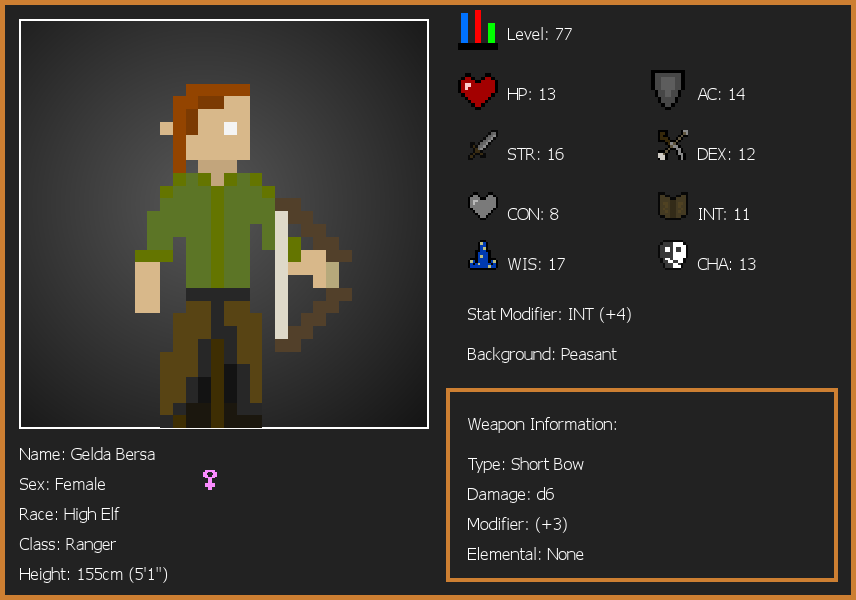 Level: 77
HP: 13
AC: 14
STR: 16
DEX: 12
CON: 8
INT: 11
WIS: 17
CHA: 13
Stat Modifier: INT (+4)
Background: Peasant
Weapon Information:
Type: Short Bow
Damage: d6
Modifier: (+3)
Elemental: None
Name: Gelda Bersa
Sex: Female
Race: High Elf
Class: Ranger
Height: 155cm (5'1")